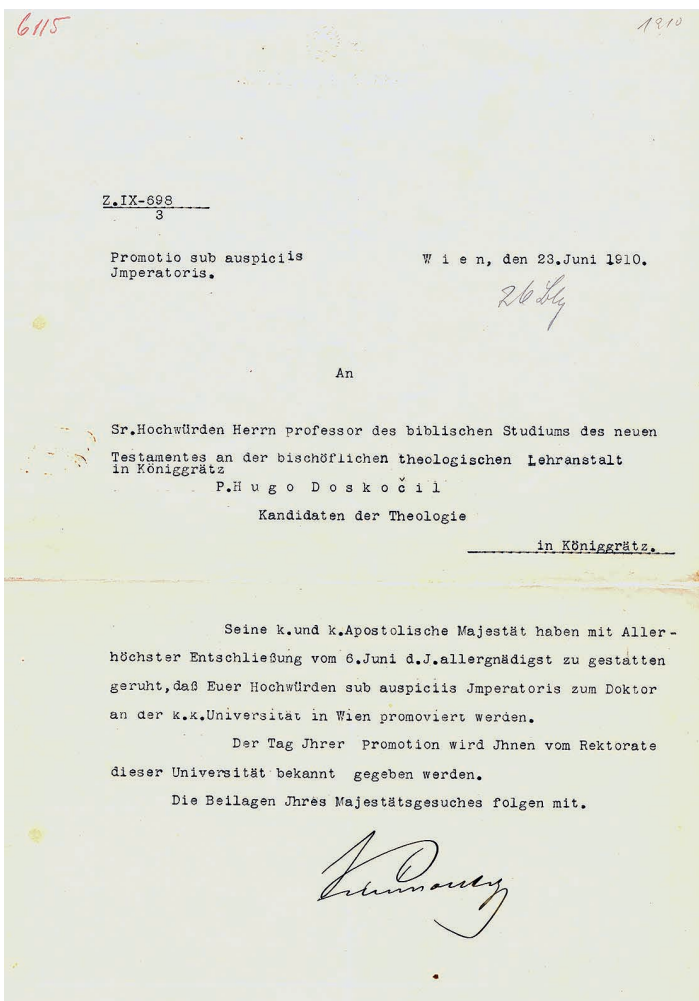 6115
1910
Z.IX-698
3
Promotio sub auspiciis
Jmperatoris.
W i e n, den 23.Juni 1910.
An
Sr.Hochwürden Herrn professor des biblischen Studiums des neuen
Testamentes an der bischöflichen theologischen Lehranstalt
in Königgrätz
P.H u g o D o s k o č i l
Kandidaten der Theologie
in Königgrätz.
Seine k.und k.Apostolische Majestät haben mit Aller-
höchster Entschließung vom 6.Juni d.J.allergnädigst zu gestatten
geruht,daß Euer Hochwürden sub auspiciis Jmperatoris zum Doktor
an der k.k.Universität in Wien promoviert werden.
Der Tag Jhrer Promotion wird Jhnen vom Rektorate
dieser Universität bekannt gegeben werden.
Die Beilagen Jhres Majestätsgesuches folgen mit.